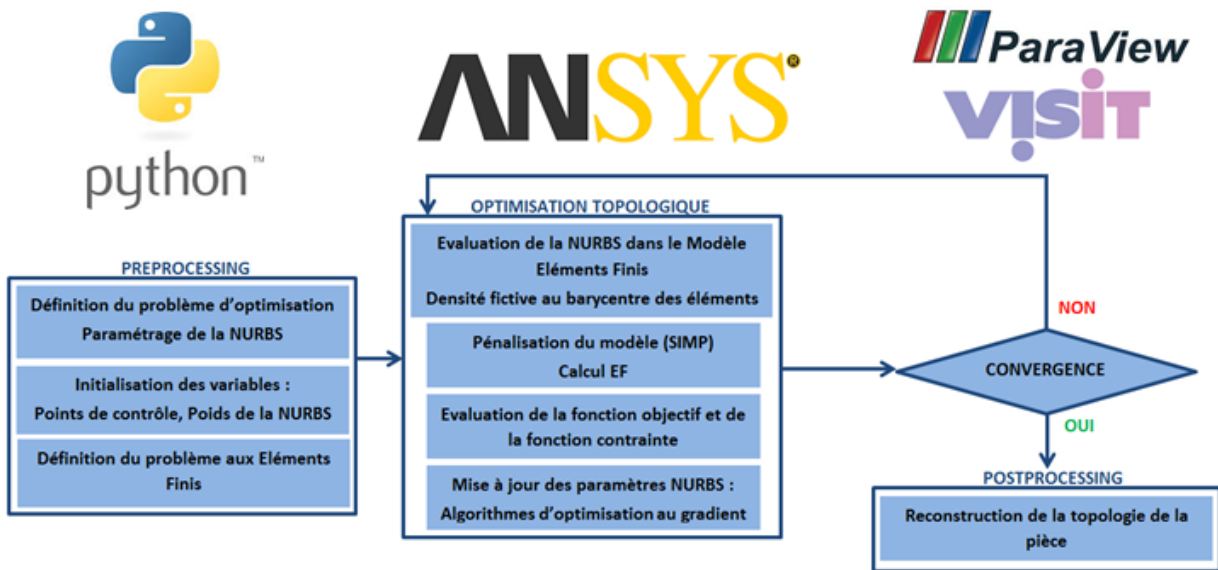 python™
ANSYS®
ParaView
VisIT
PREPROCESSING
Définition du problème d'optimisation
Paramétrage de la NURBS
Initialisation des variables :
Points de contrôle, Poids de la NURBS
Définition du problème aux Eléments
Finis
OPTIMISATION TOPOLOGIQUE
Evaluation de la NURBS dans le Modèle
Eléments Finis
Densité fictive au barycentre des éléments
Pénalisation du modèle (SIMP)
Calcul EF
Evaluation de la fonction objectif et de
la fonction contrainte
Mise à jour des paramètres NURBS :
Algorithmes d'optimisation au gradient
NON
CONVERGENCE
OUI
POSTPROCESSING
Reconstruction de la topologie de la
pièce